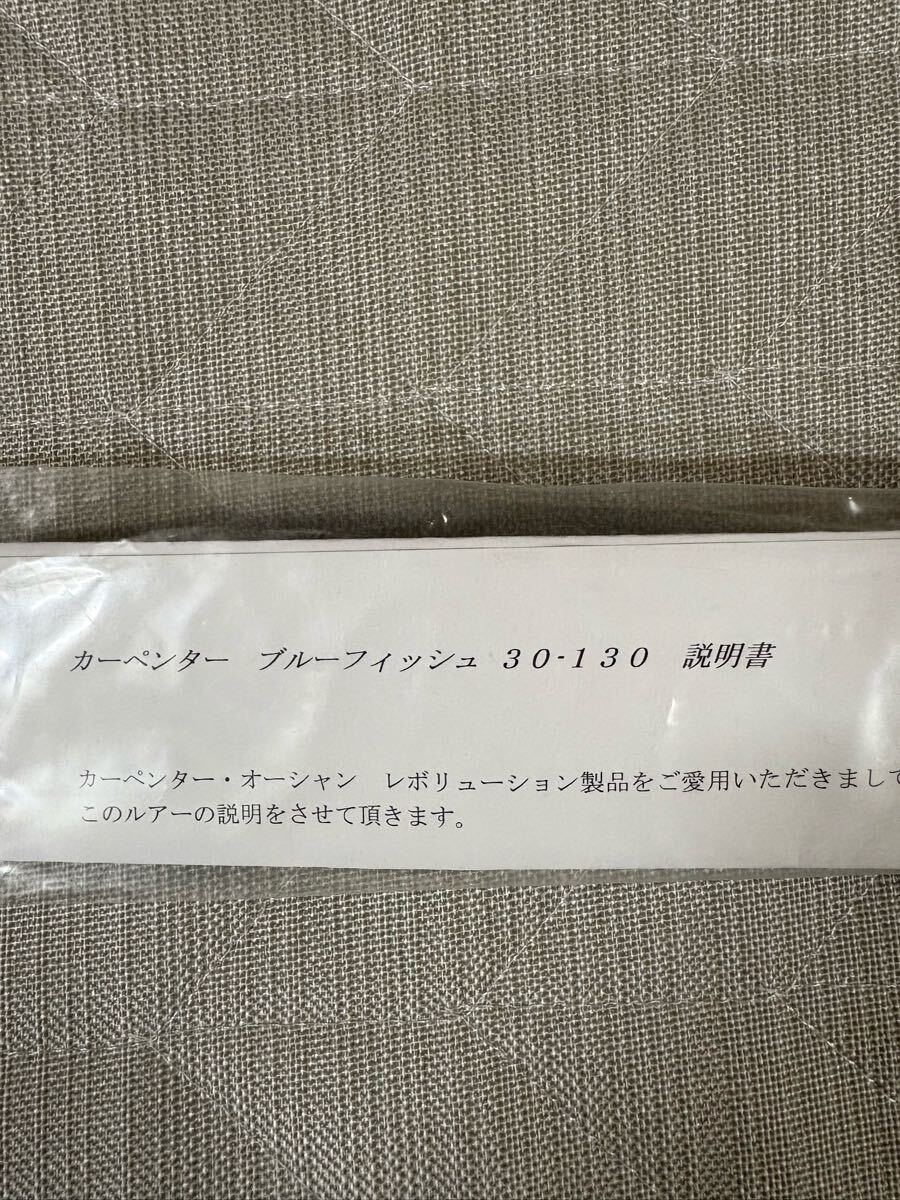 カーペンター　ブルーフィッシュ　３０-１３０　説明書
カーペンター・オーシャン　レボリューション製品をご愛用いただきまして
このルアーの説明をさせて頂きます。